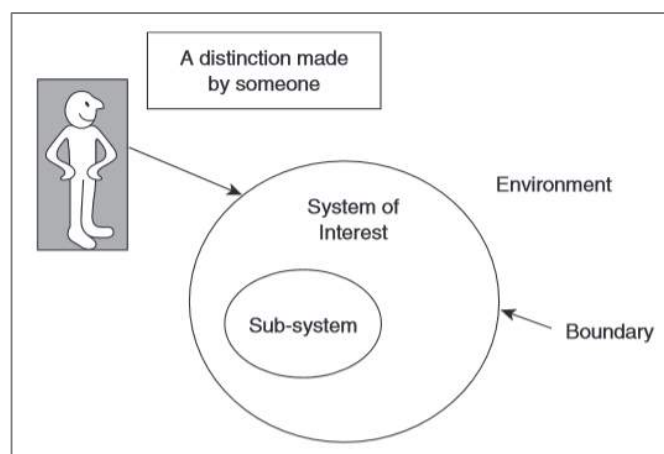 A distinction made
by someone
Environment
System of
Interest
Sub-system
Boundary